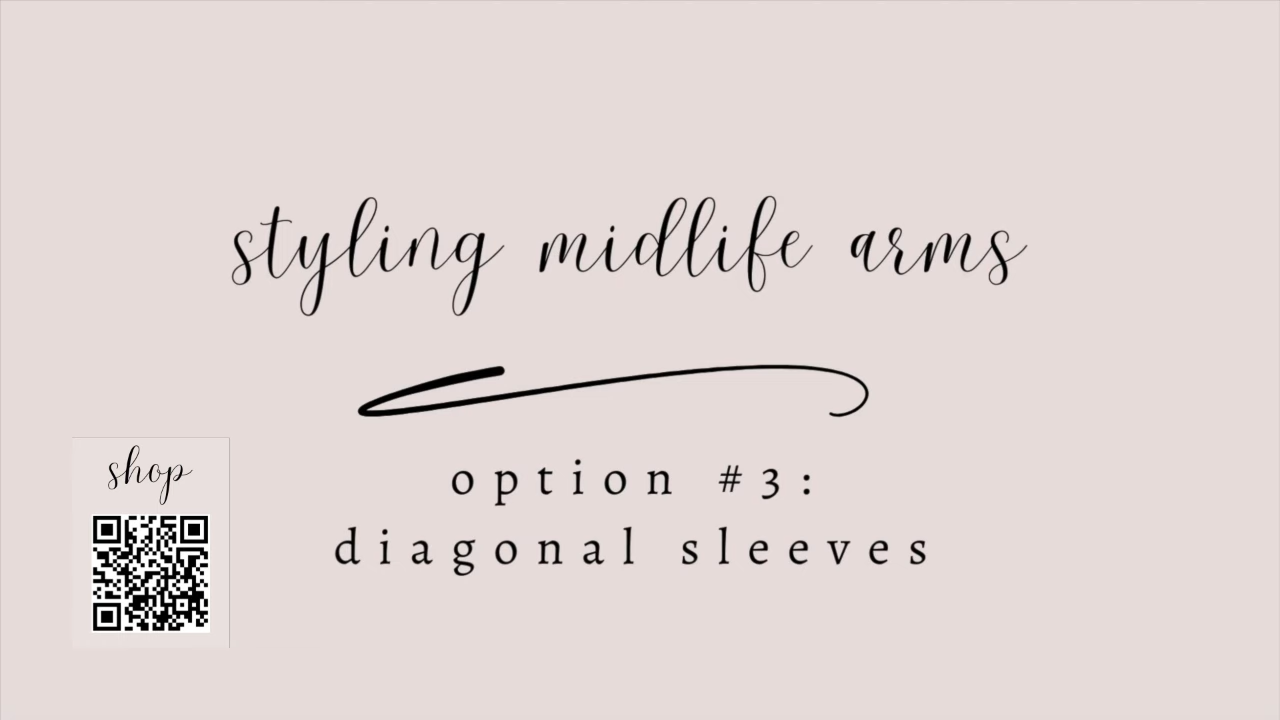 styling midlife arms
option #3:
diagonal sleeves
shop